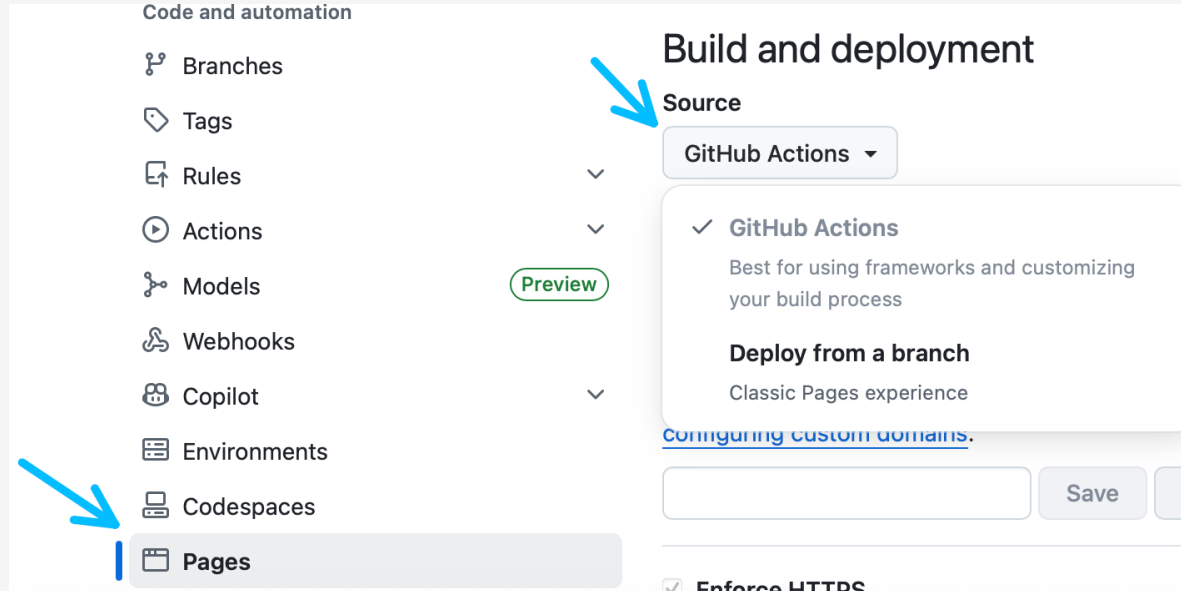 Code and automation
Branches
Tags
Rules
Actions
Models
Preview
Webhooks
Copilot
Environments
Codespaces
Pages
Build and deployment
Source
GitHub Actions
GitHub Actions
Best for using frameworks and customizing
your build process
Deploy from a branch
Classic Pages experience
configuring custom domains.
Save
Enforce HTTPS